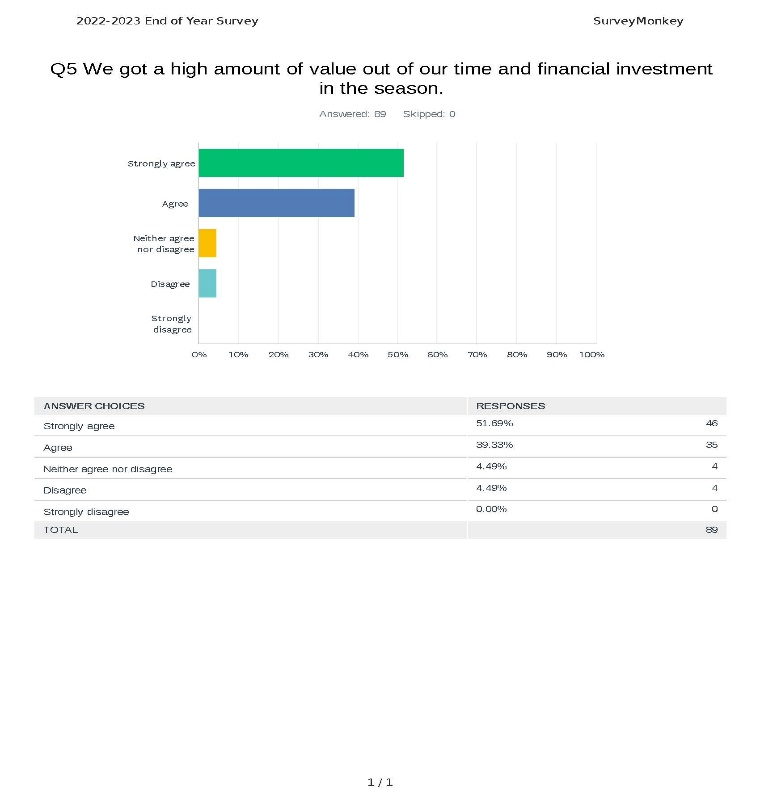 2022-2023 End of Year Survey
SurveyMonkey
Q5 We got a high amount of value out of our time and financial investment
in the season.
Answered: 89 Skipped: 0
Strongly agree
Agree
Neither agree
nor disagree
Disagree
Strongly
disagree
0% 10% 20% 30% 40% 50% 60% 70% 80% 90% 100%
ANSWER CHOICES RESPONSES
Strongly agree 51.69% 46
Agree 39.33% 35
Neither agree nor disagree 4.49% 4
Disagree 4.49% 4
Strongly disagree 0.00% 0
TOTAL 89
1 / 1